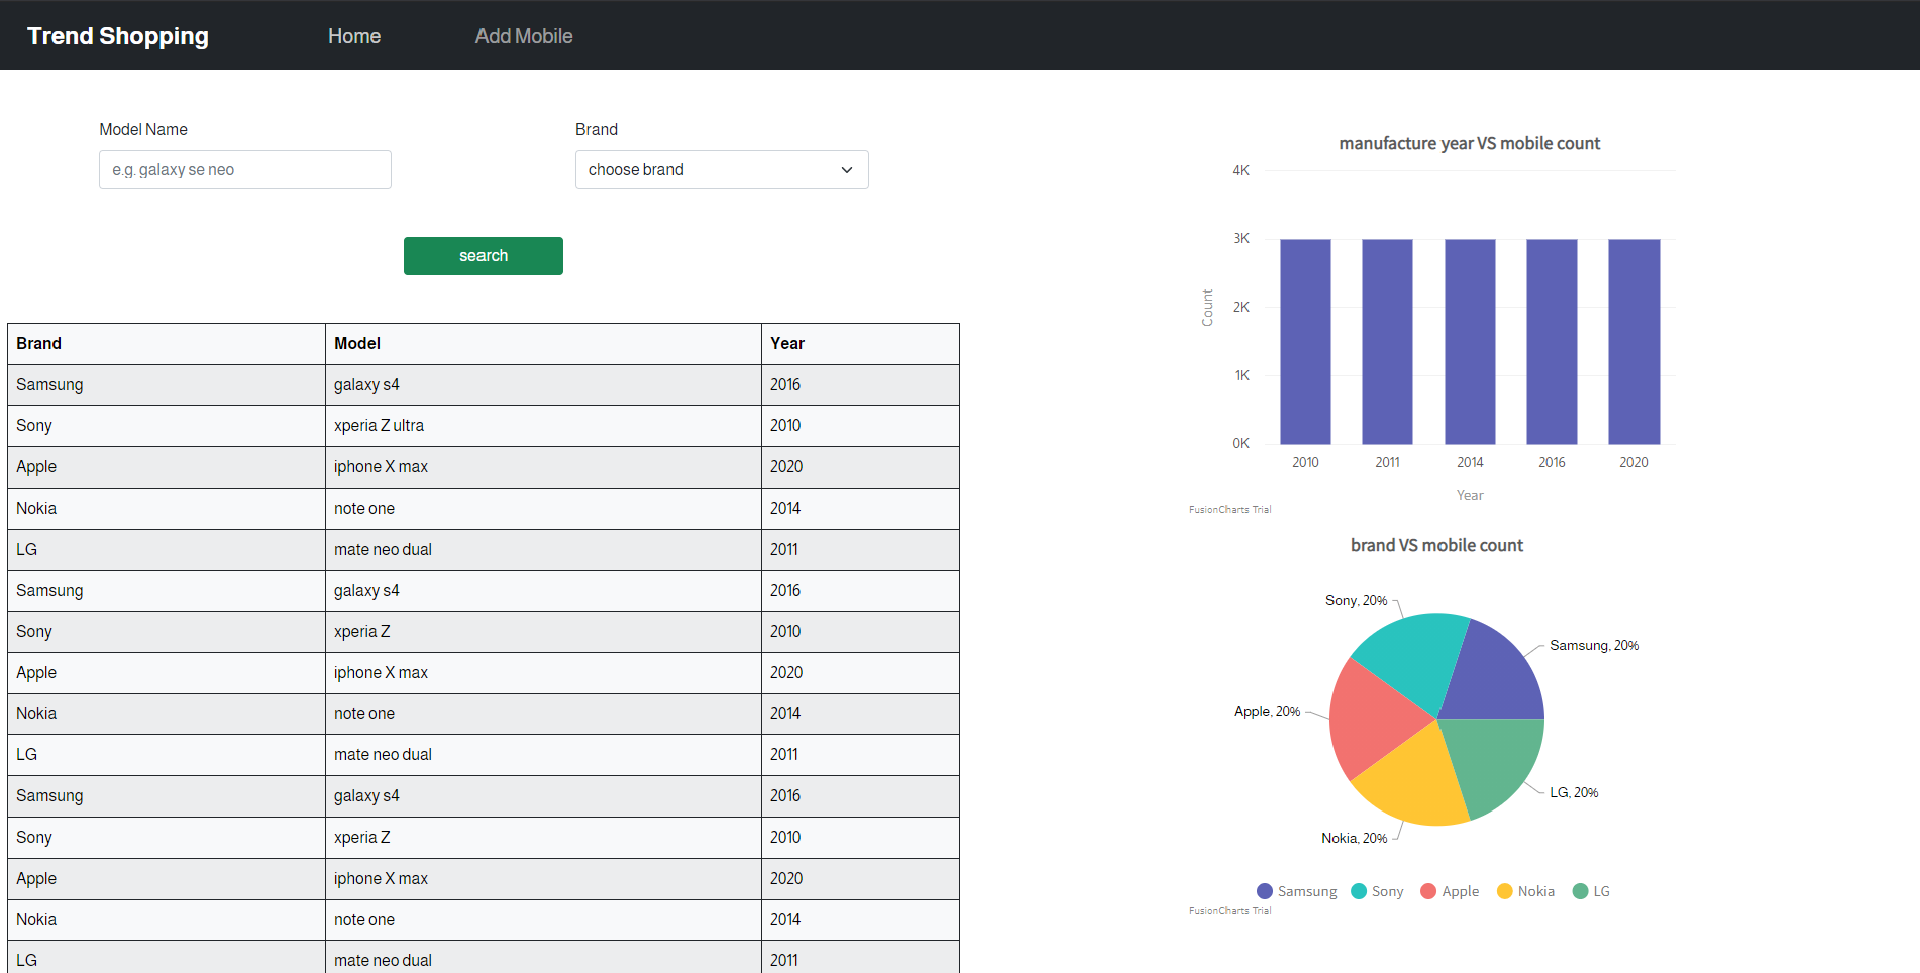 Trend Shopping Home Add Mobile
Model Name Brand
e.g. galaxy se neo choose brand
search
Brand Model Year
Samsung galaxy s4 2016
Sony xperia Z ultra 2010
Apple iphone X max 2020
Nokia note one 2014
LG mate neo dual 2011
Samsung galaxy s4 2016
Sony xperia Z 2010
Apple iphone X max 2020
Nokia note one 2014
LG mate neo dual 2011
Samsung galaxy s4 2016
Sony xperia Z 2010
Apple iphone X max 2020
Nokia note one 2014
LG mate neo dual 2011
manufacture year VS mobile count
4K
3K
2K
1K
0K
Count
2010 2011 2014 2016 2020
Year
FusionCharts Trial
brand VS mobile count
Sony, 20%
Samsung, 20%
Apple, 20%
LG, 20%
Nokia, 20%
Samsung Sony Apple Nokia LG
FusionCharts Trial